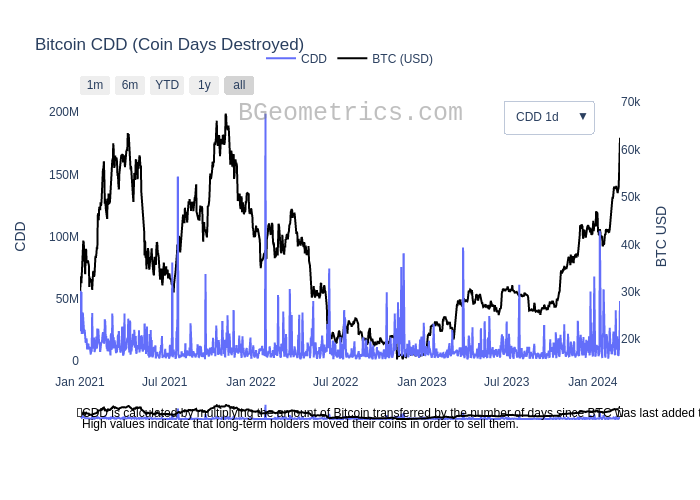 Bitcoin CDD (Coin Days Destroyed)
CDD
BTC (USD)
1m
6m
YTD
1y
all
BGeometrics.com
CDD 1d
200M
150M
100M
50M
0
CDD
70k
60k
50k
40k
30k
20k
BTC USD
Jan 2021
Jul 2021
Jan 2022
Jul 2022
Jan 2023
Jul 2023
Jan 2024
CDD is calculated by multiplying the amount of Bitcoin transferred by the number of days since BTC was last added t
High values indicate that long-term holders moved their coins in order to sell them.